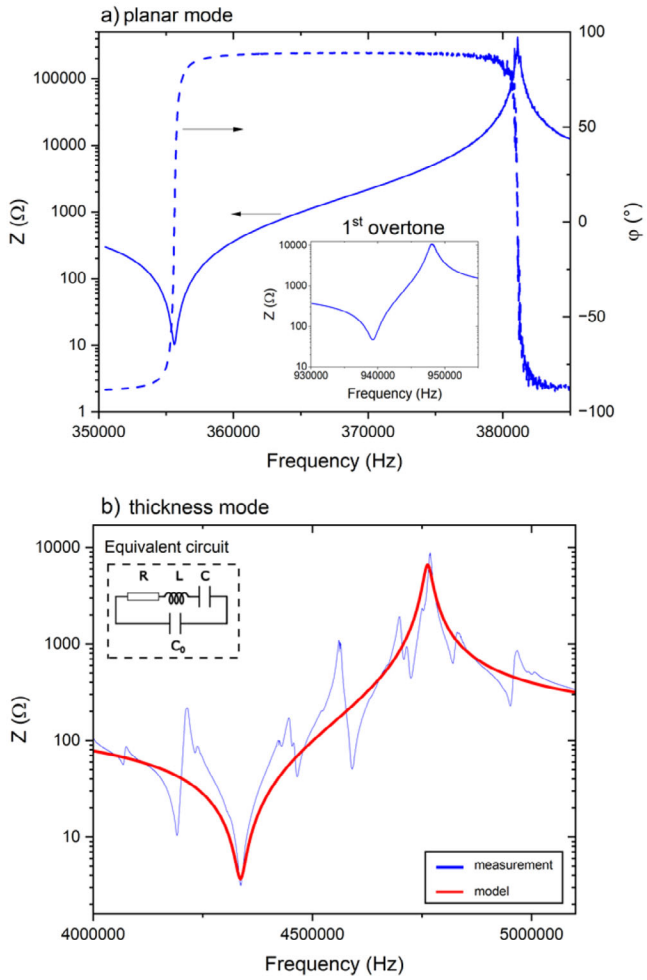 a) planar mode
100000
10000
1000
100
10
1
Z (Ω)
100
50
0
−50
−100
φ (°)
1st overtone
10000
1000
100
10
Z (Ω)
930000 940000 950000
Frequency (Hz)
350000 360000 370000 380000
Frequency (Hz)
b) thickness mode
Equivalent circuit
R L C
C0
10000
1000
100
10
Z (Ω)
measurement
model
4000000 4500000 5000000
Frequency (Hz)